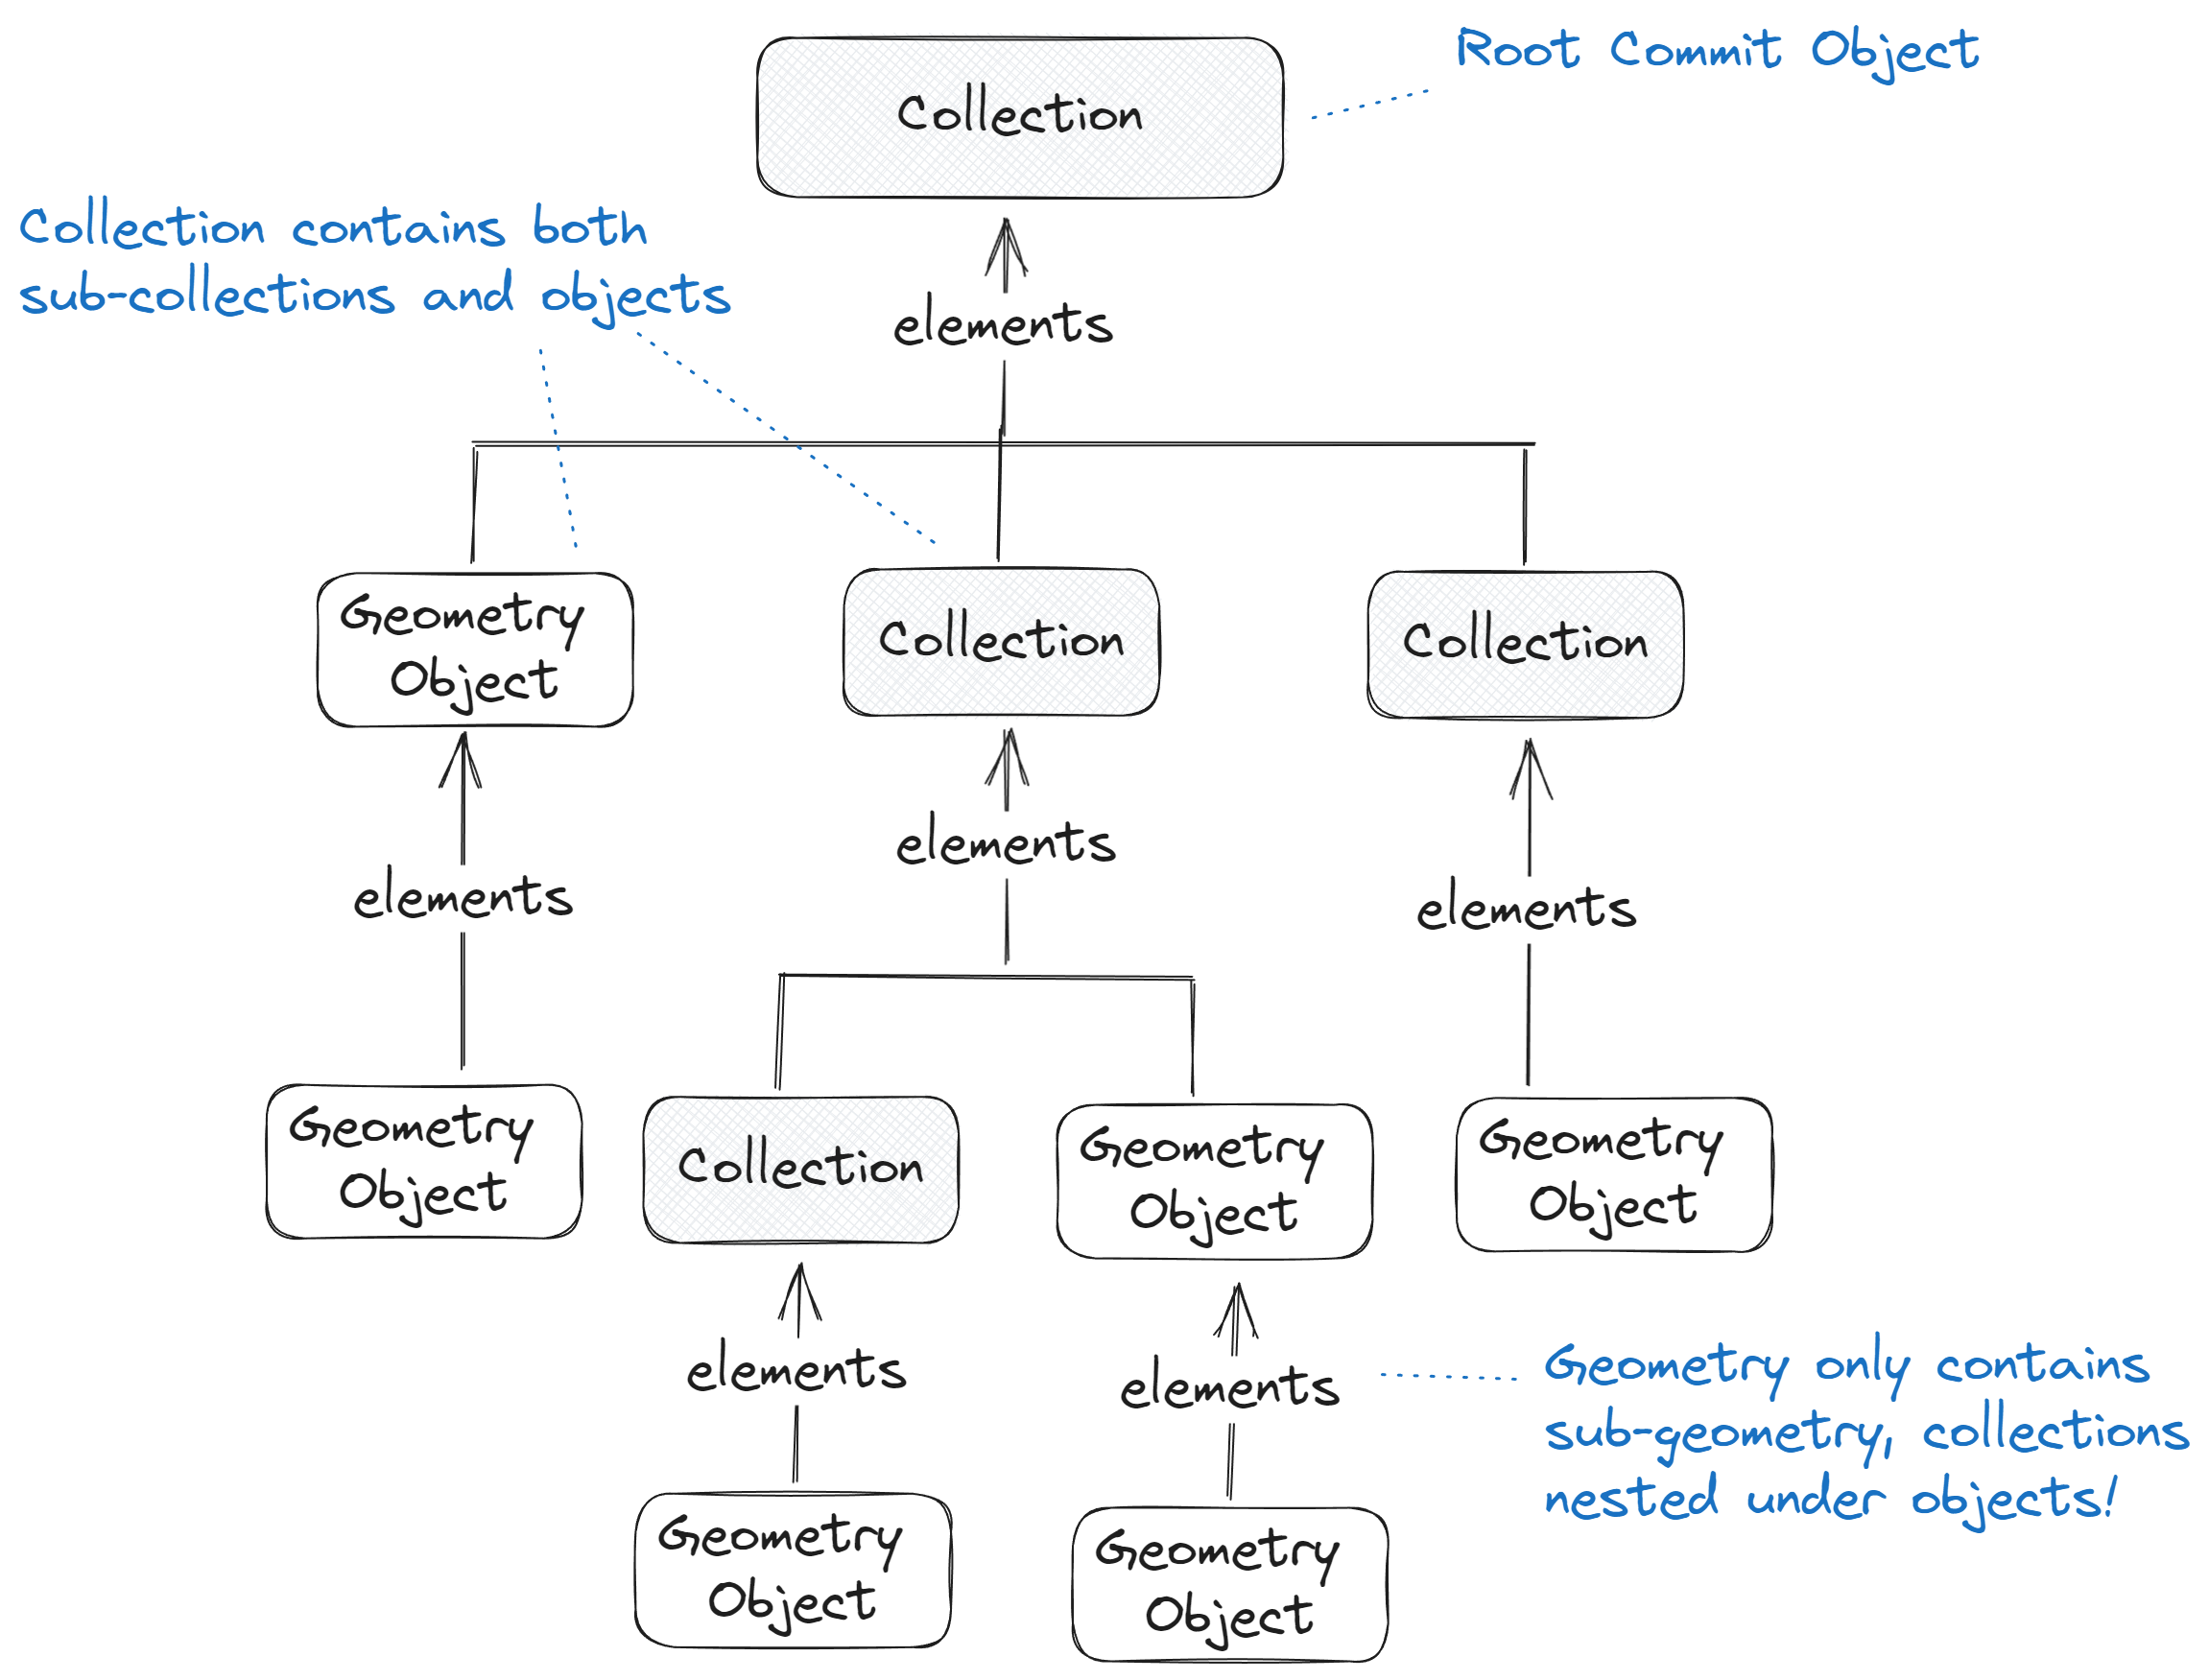 Root Commit Object
Collection
Collection contains both
sub-collections and objects
elements
Geometry
Object
Collection
Collection
elements
elements
elements
Geometry
Object
Collection
Geometry
Object
Geometry
Object
elements
elements
Geometry only contains
sub-geometry, collections
nested under objects!
Geometry
Object
Geometry
Object